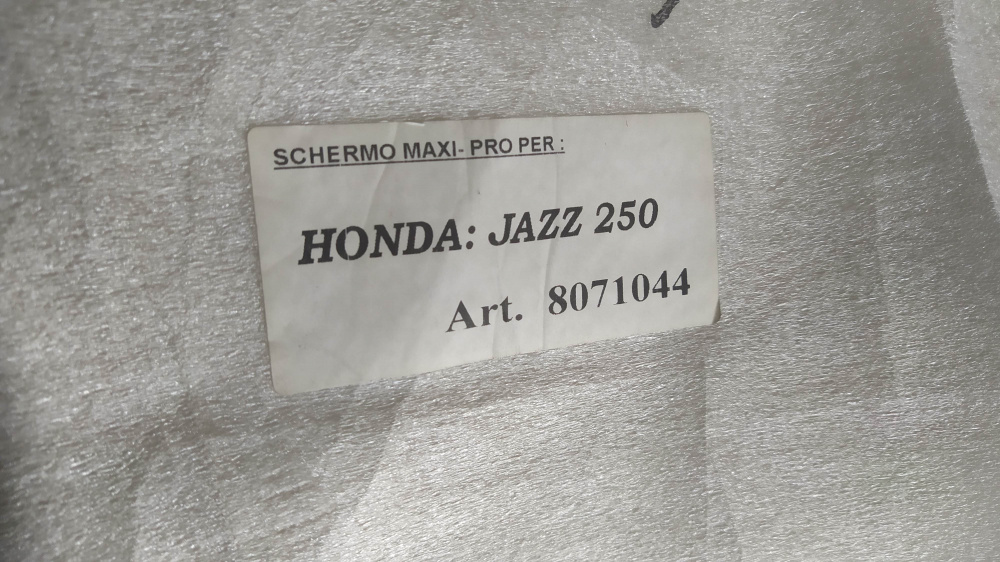 SCHERMO MAXI- PRO PER :
HONDA: JAZZ 250
Art. 8071044